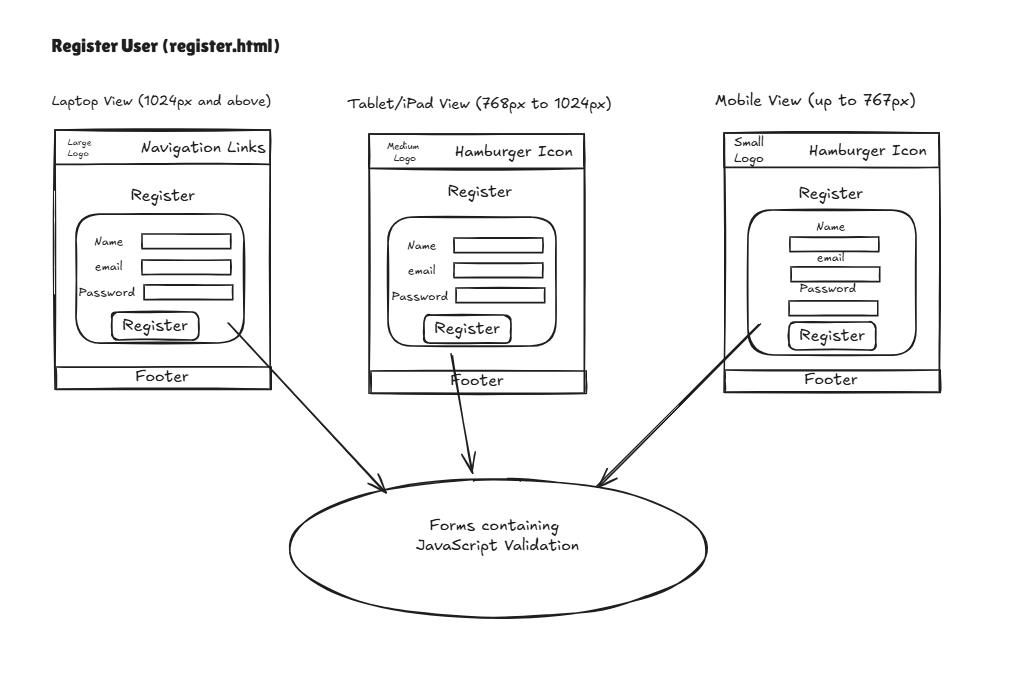 Register User (register.html)
Laptop View (1024px and above)
Tablet/iPad View (768px to 1024px)
Mobile View (up to 767px)
Large
Logo
Navigation Links
Register
Name
email
Password
Register
Footer
Medium
Logo
Hamburger Icon
Register
Name
email
Password
Register
Footer
Small
Logo
Hamburger Icon
Register
Name
email
Password
Register
Footer
Forms containing
JavaScript Validation